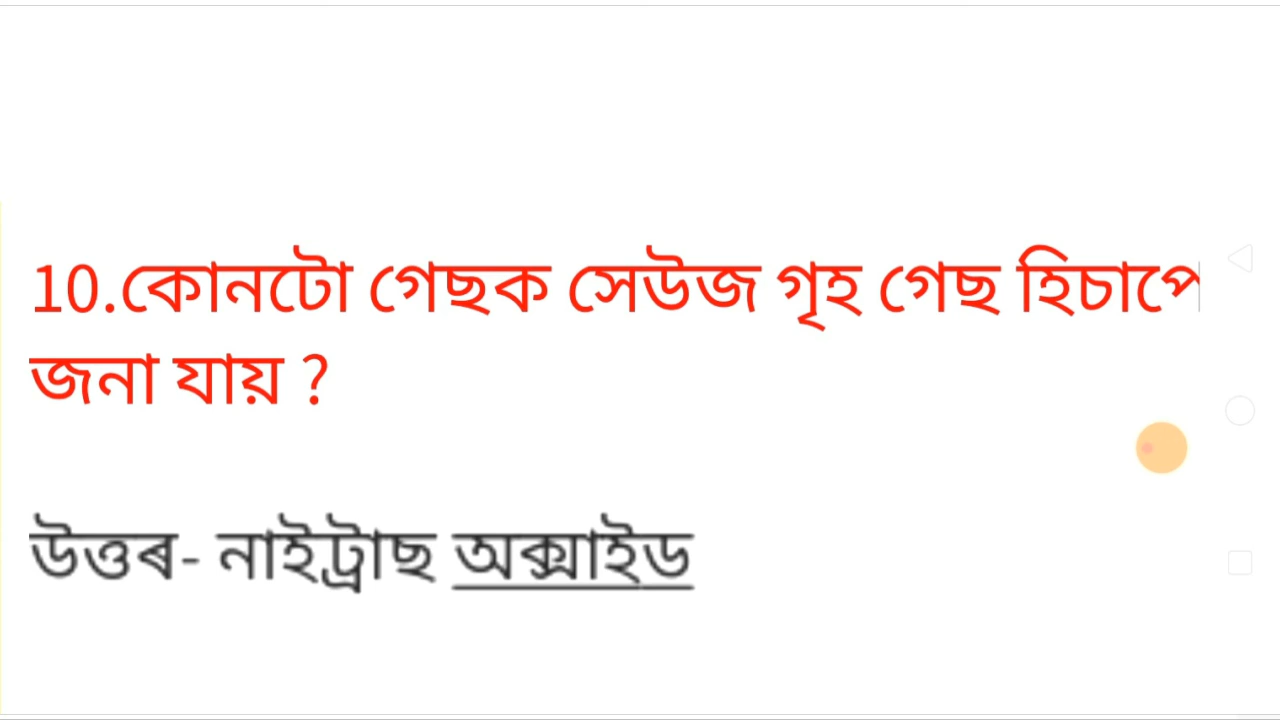 10.কোনটো গেছক সেউজ গৃহ গেছ হিচাপে
জনা যায় ?
উত্তৰ- নাইট্ৰাছ অক্সাইড